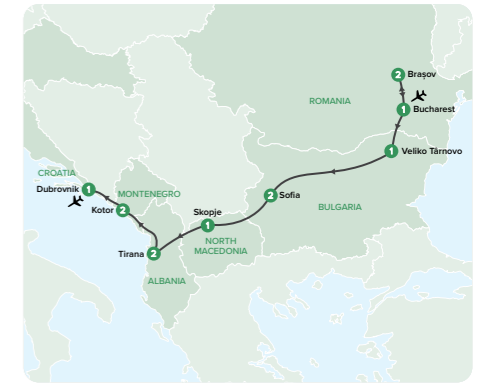 2 Brașov
1 Bucharest
ROMANIA
1 Veliko Târnovo
2 Sofia
BULGARIA
CROATIA
Dubrovnik 1
MONTENEGRO
Kotor 2
Skopje
1
NORTH
MACEDONIA
Tirana 2
ALBANIA